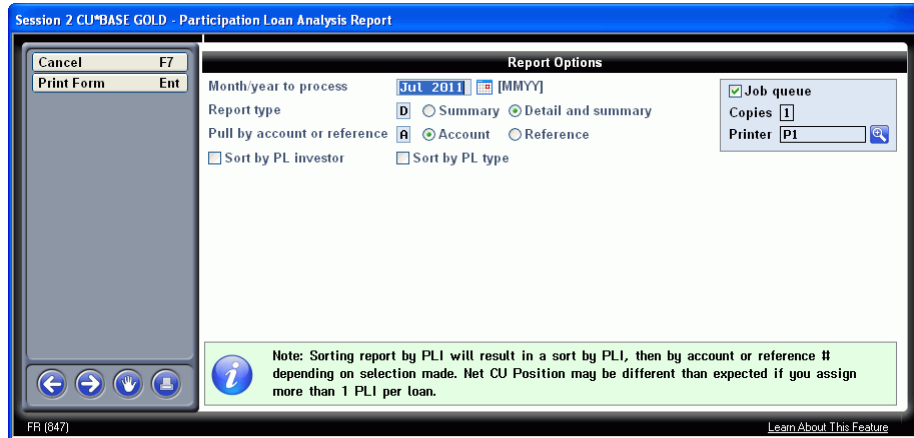 Session 2 CU*BASE GOLD - Participation Loan Analysis Report
Cancel F7
Print Form Ent
Report Options
Month/year to process Jul 2011 [MMYY]
Report type D Summary Detail and summary
Pull by account or reference A Account Reference
Sort by PL investor Sort by PL type
Job queue
Copies 1
Printer P1
Note: Sorting report by PLI will result in a sort by PLI, then by account or reference #
depending on selection made. Net CU Position may be different than expected if you assign
more than 1 PLI per loan.
FR (847)
Learn About This Feature